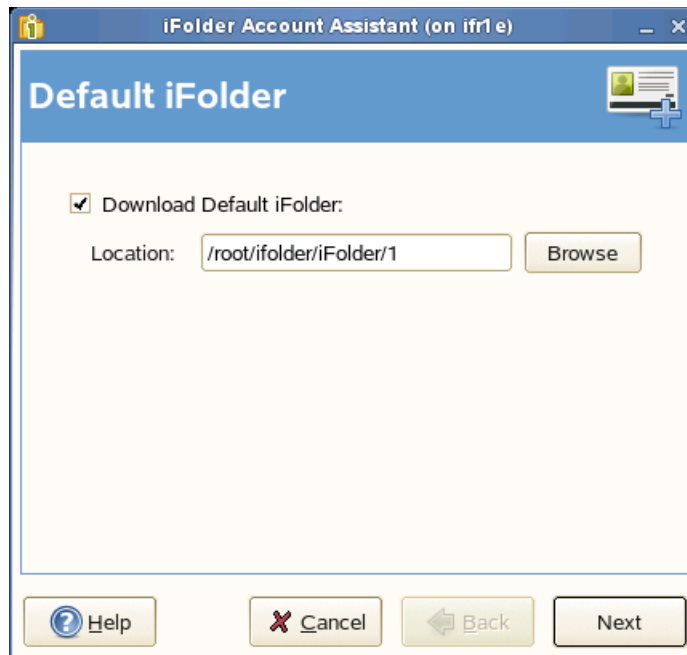 iFolder Account Assistant (on ifr1e)
Default iFolder
Download Default iFolder:
Location: /root/ifolder/iFolder/1 Browse
Help Cancel Back Next